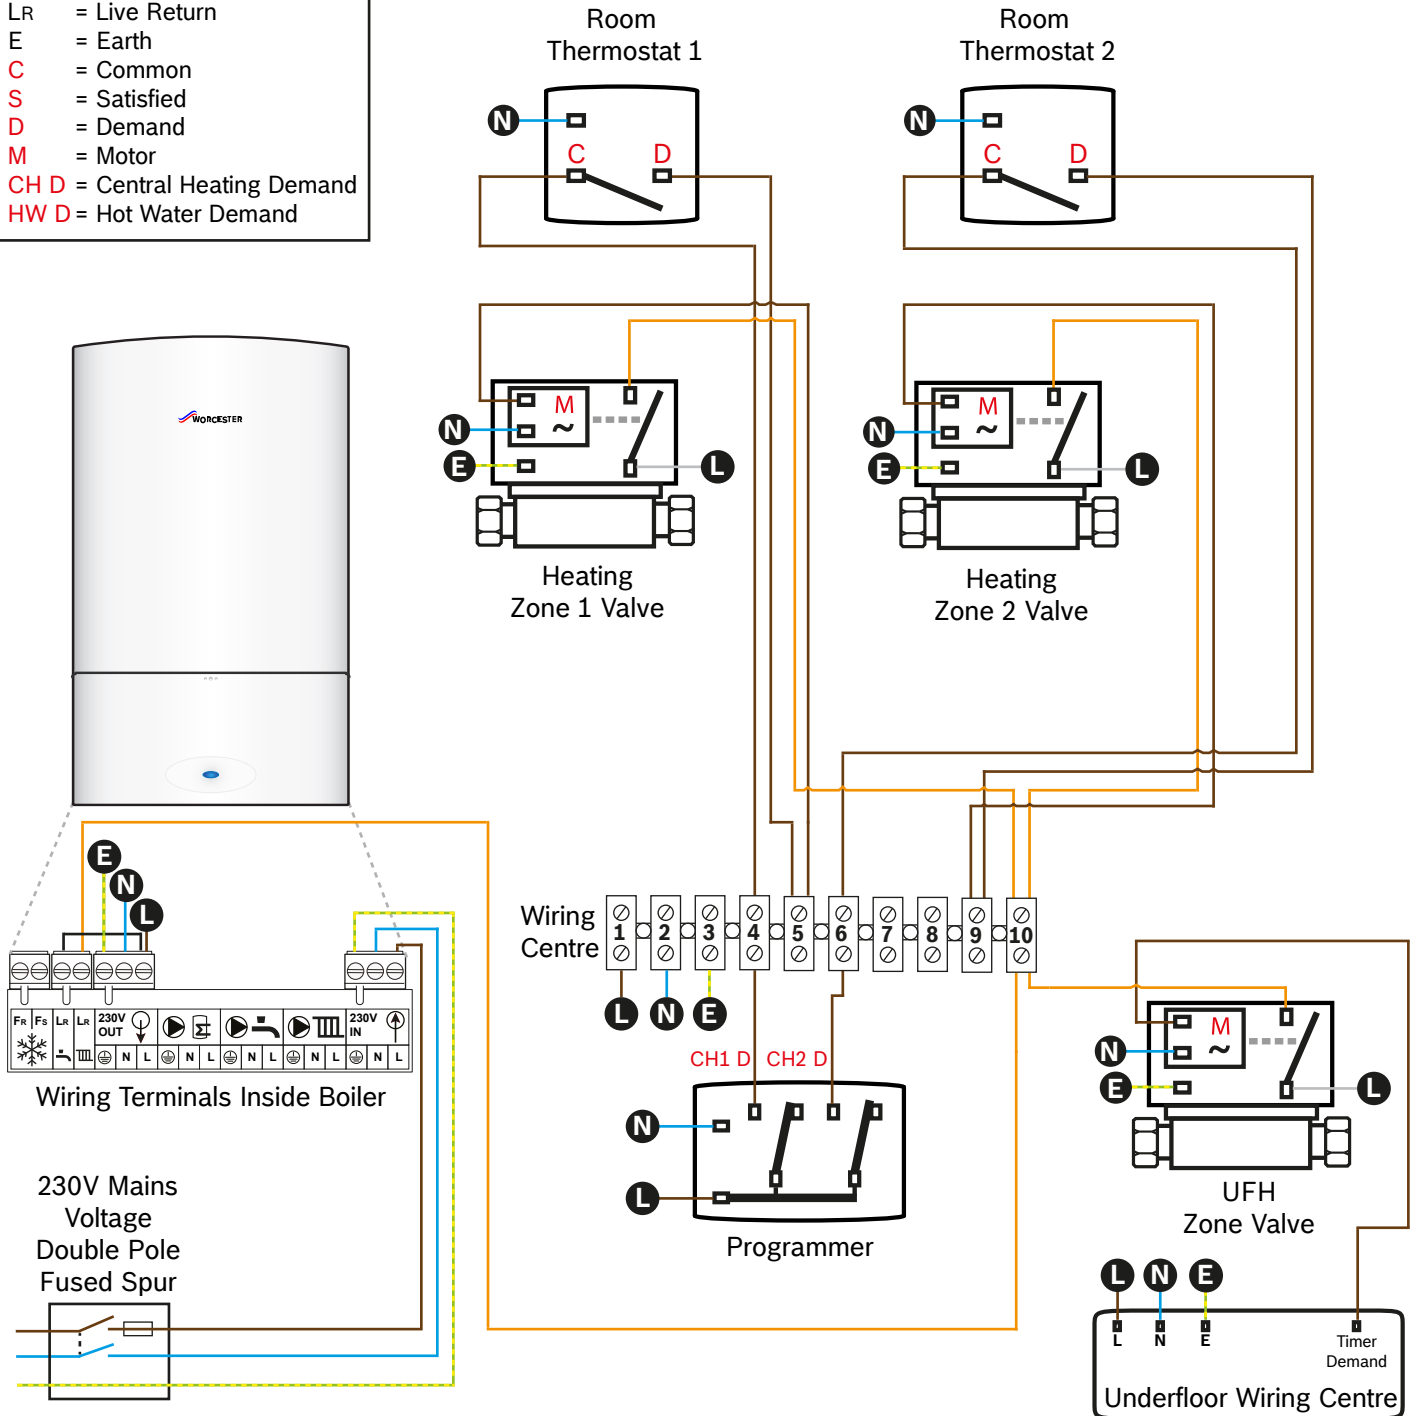 LR = Live Return
E = Earth
C = Common
S = Satisfied
D = Demand
M = Motor
CH D = Central Heating Demand
HW D = Hot Water Demand
Room
Thermostat 1
N
C D
Room
Thermostat 2
N
C D
WORCESTER
M
~
N
E
L
Heating
Zone 1 Valve
M
~
N
E
L
Heating
Zone 2 Valve
E
N
L
FR FS LR LR 230V OUT 230V IN
N L N L N L N L N L
Wiring Terminals Inside Boiler
Wiring
Centre
1 2 3 4 5 6 7 8 9 10
L N E
CH1 D CH2 D
N
L
Programmer
M
~
N
E
L
UFH
Zone Valve
230V Mains
Voltage
Double Pole
Fused Spur
L N E
L N E
Timer
Demand
Underfloor Wiring Centre